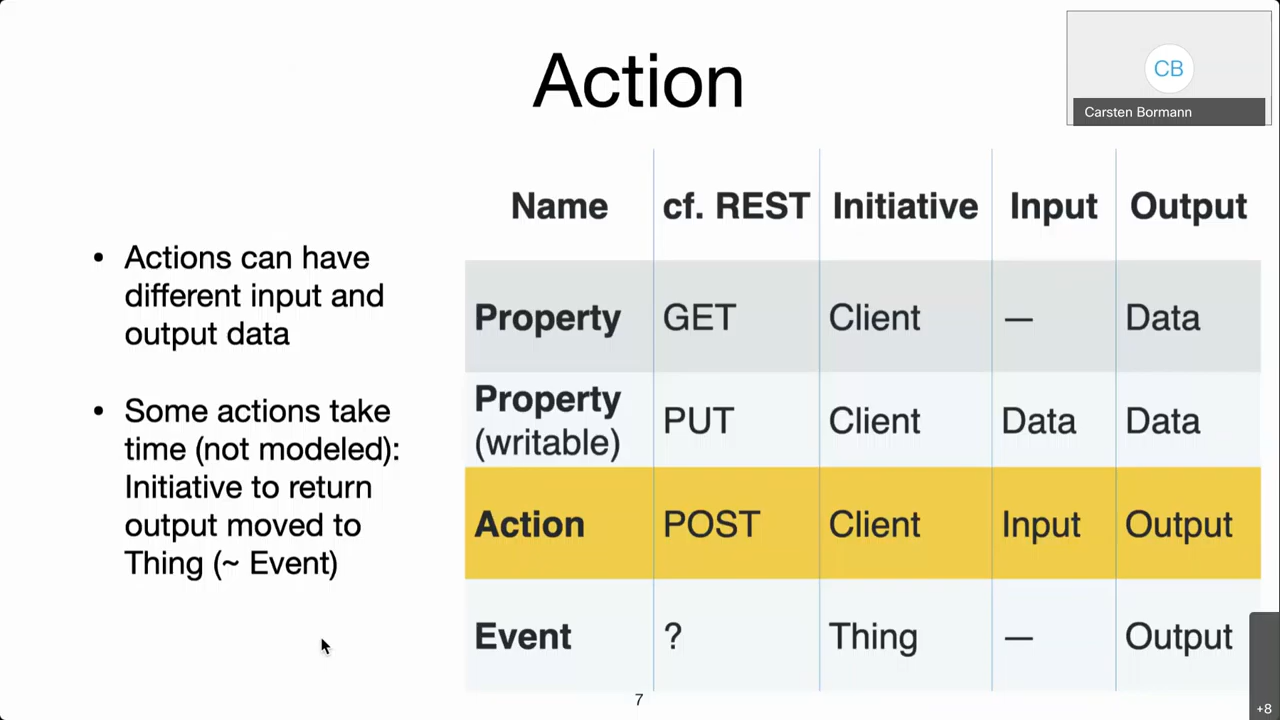 Action
CB
Carsten Bormann
• Actions can have
different input and
output data
• Some actions take
time (not modeled):
Initiative to return
output moved to
Thing (~ Event)
Name cf. REST Initiative Input Output
Property GET Client — Data
Property
(writable) PUT Client Data Data
Action POST Client Input Output
Event ? Thing — Output
7
+8